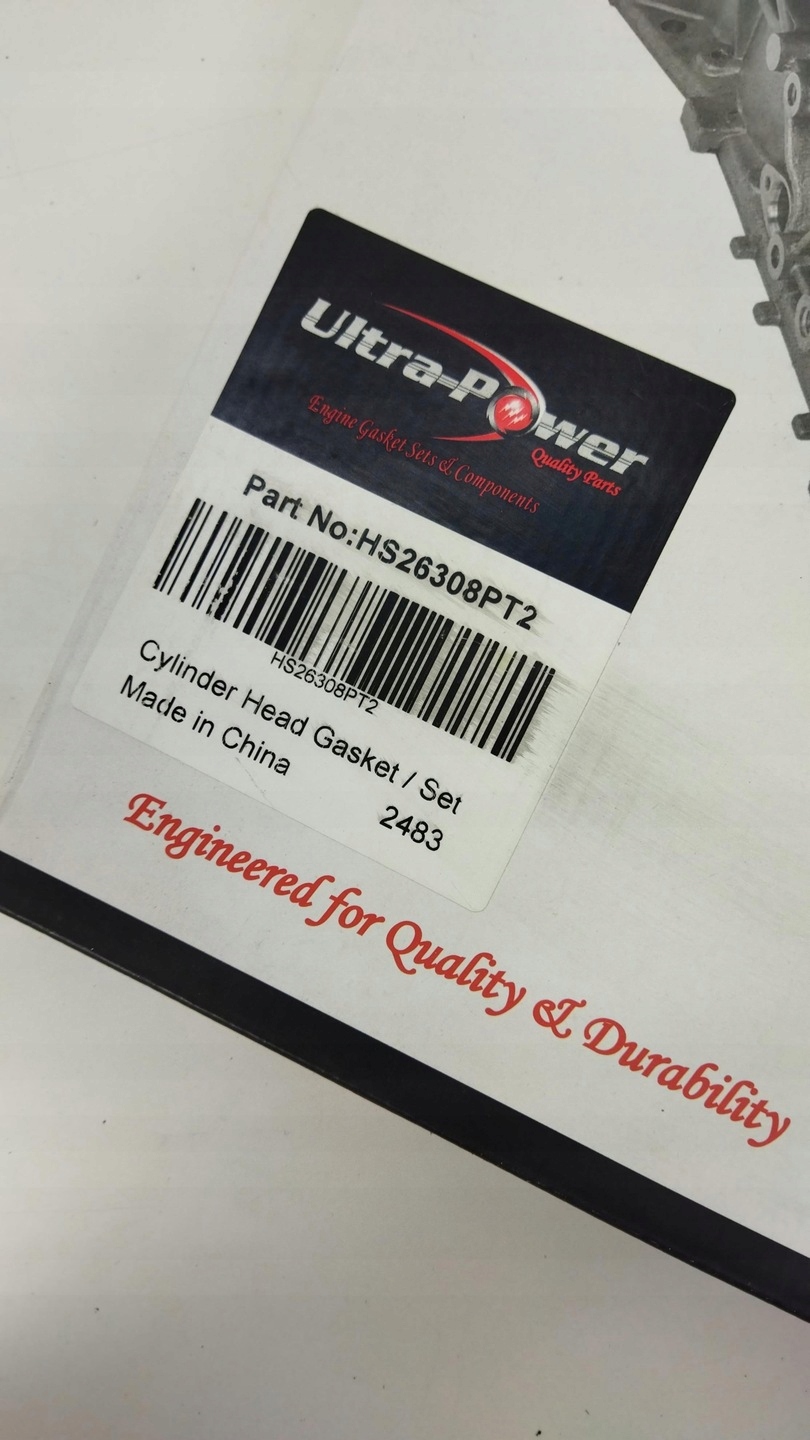 Ultra-Power
Engine Gasket Sets & Components
Quality Parts
Part No:HS26308PT2
HS26308PT2
Cylinder Head Gasket / Set
Made in China
2483
Engineered for Quality & Durability